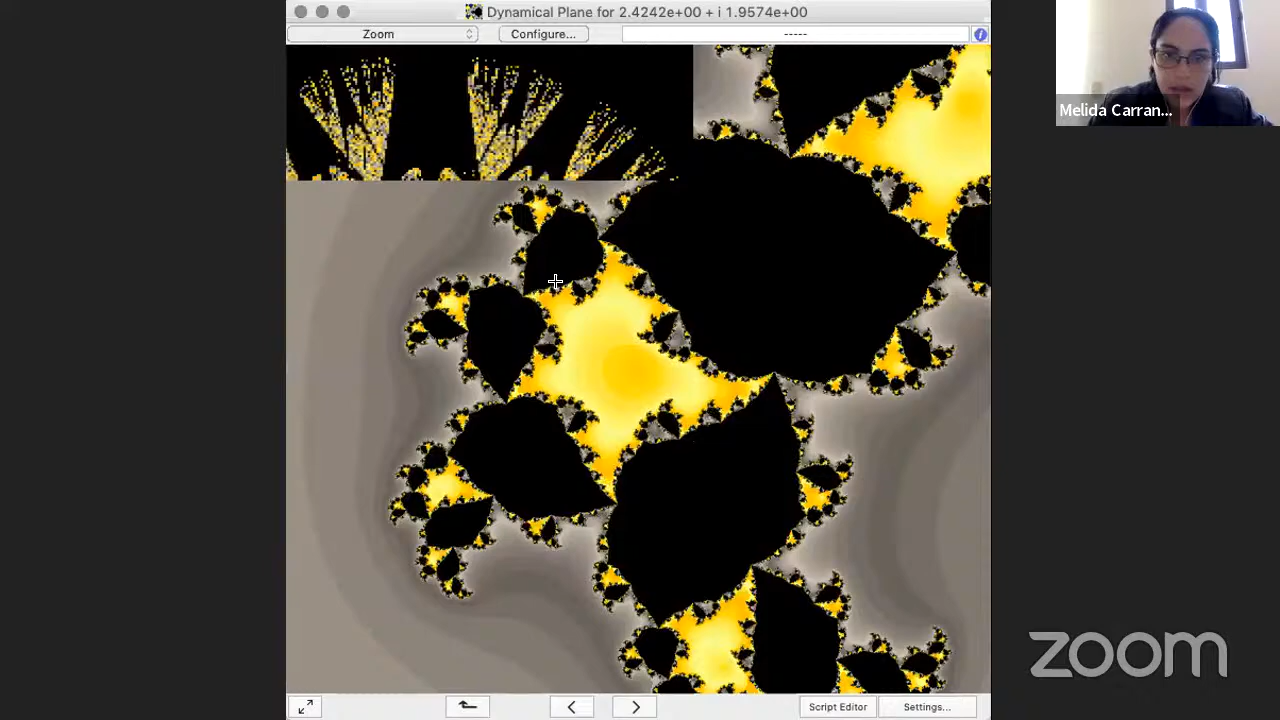 Dynamical Plane for 2.4242e+00 + i 1.9574e+00
Zoom
Configure...
-----
Melida Carran...
zoom
Script Editor
Settings...